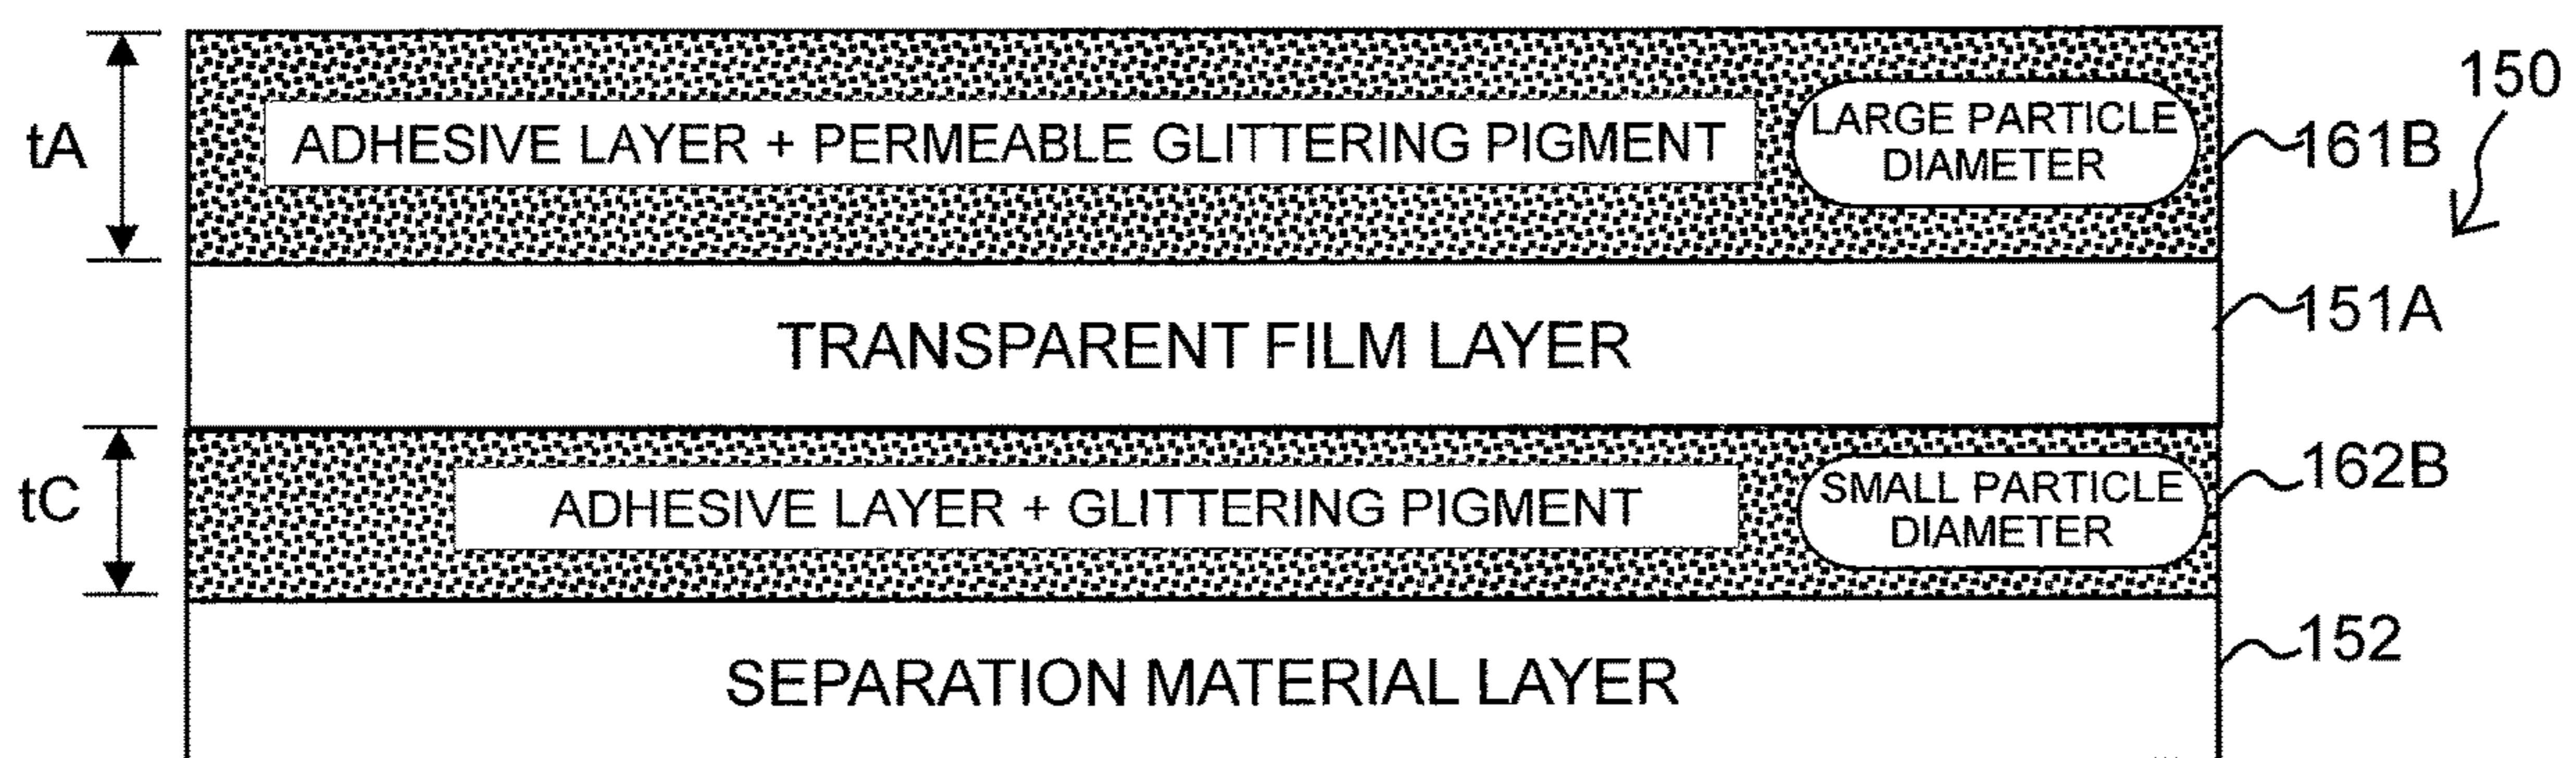 tA
ADHESIVE LAYER + PERMEABLE GLITTERING PIGMENT
LARGE PARTICLE
DIAMETER
161B
150
TRANSPARENT FILM LAYER
151A
tC
ADHESIVE LAYER + GLITTERING PIGMENT
SMALL PARTICLE
DIAMETER
162B
SEPARATION MATERIAL LAYER
152